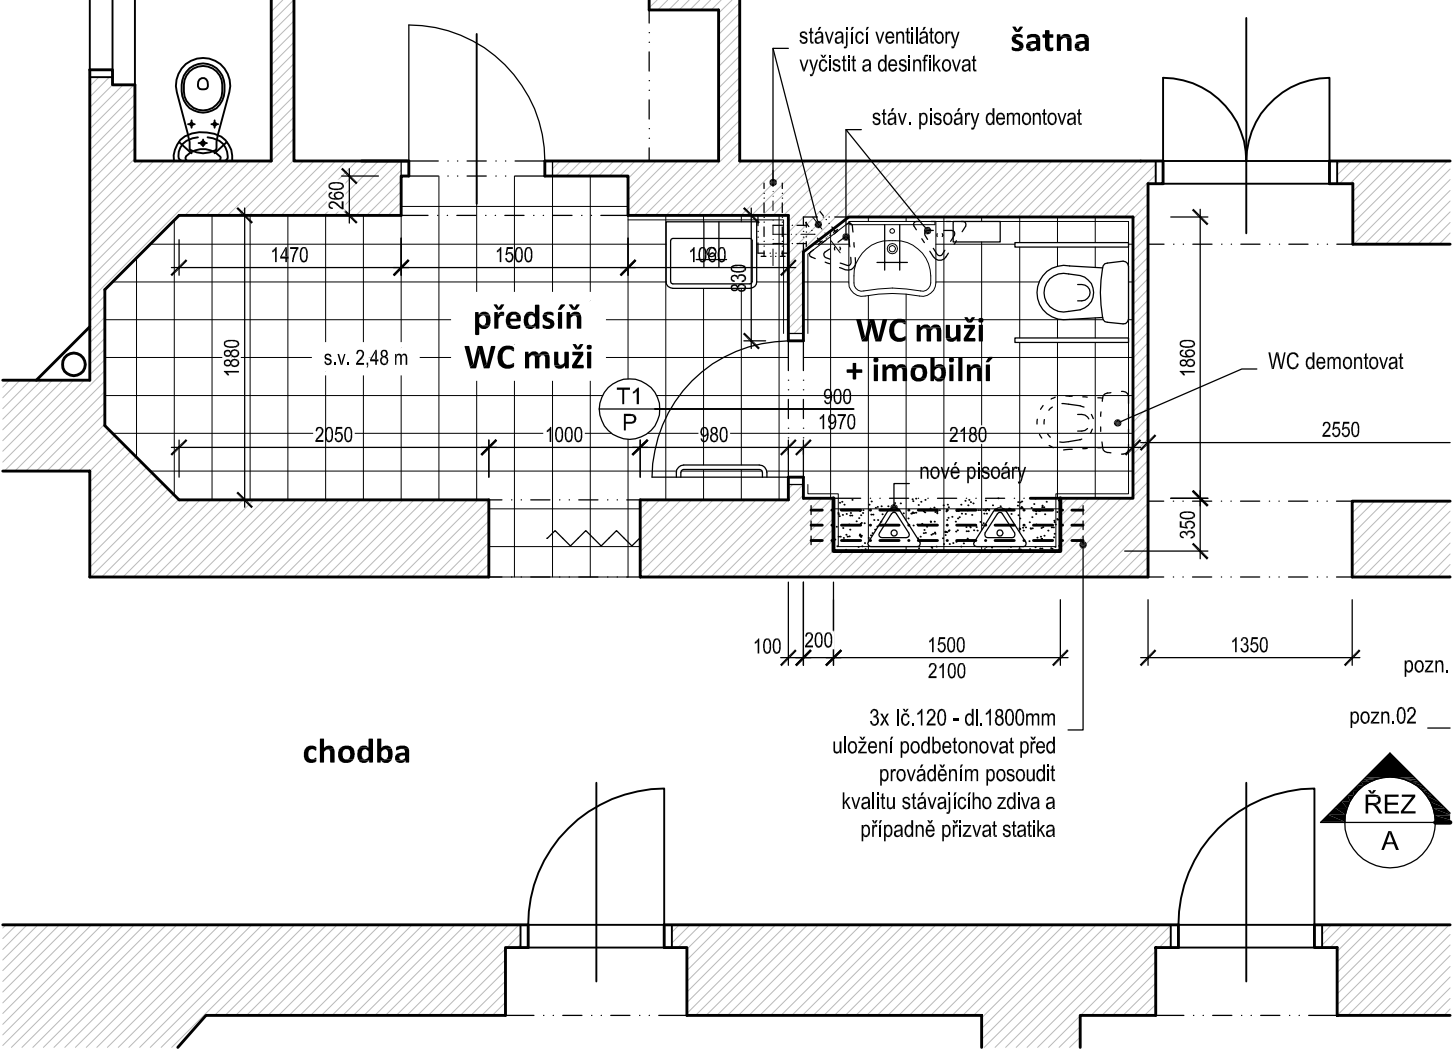 stávající ventilátory
vyčistit a desinfikovat
šatna
stáv. pisoáry demontovat
260
1470
1500
1060
830
předsíň
WC muži
s.v. 2,48 m
1880
WC muži
+ imobilní
1860
WC demontovat
T1
P
900
1970
2050
1000
980
2180
2550
nové pisoáry
350
100
200
1500
2100
1350
pozn.
3x Ič.120 - dl.1800mm
uložení podbetonovat před
prováděním posoudit
kvalitu stávajícího zdiva a
případně přizvat statika
pozn.02
chodba
ŘEZ
A